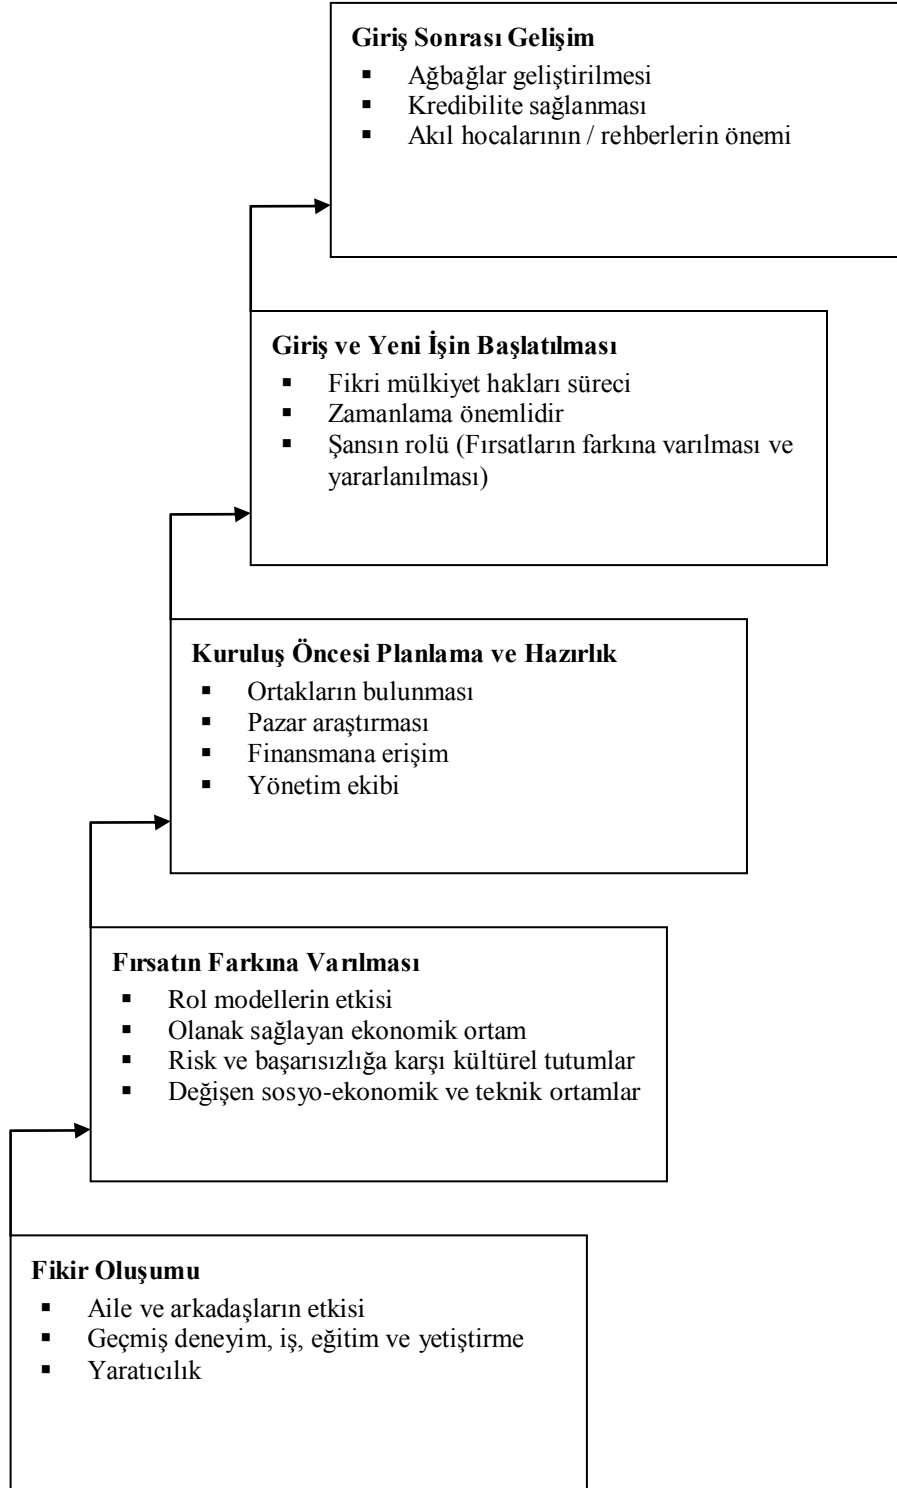 Giriş Sonrası Gelişim
▪ Ağbağlar geliştirilmesi
▪ Kredibilite sağlanması
▪ Akıl hocalarının / rehberlerin önemi
Giriş ve Yeni İşin Başlatılması
▪ Fikri mülkiyet hakları süreci
▪ Zamanlama önemlidir
▪ Şansın rolü (Fırsatların farkına varılması ve
yararlanılması)
Kuruluş Öncesi Planlama ve Hazırlık
▪ Ortakların bulunması
▪ Pazar araştırması
▪ Finansmana erişim
▪ Yönetim ekibi
Fırsatın Farkına Varılması
▪ Rol modellerin etkisi
▪ Olanak sağlayan ekonomik ortam
▪ Risk ve başarısızlığa karşı kültürel tutumlar
▪ Değişen sosyo-ekonomik ve teknik ortamlar
Fikir Oluşumu
▪ Aile ve arkadaşların etkisi
▪ Geçmiş deneyim, iş, eğitim ve yetiştirme
▪ Yaratıcılık